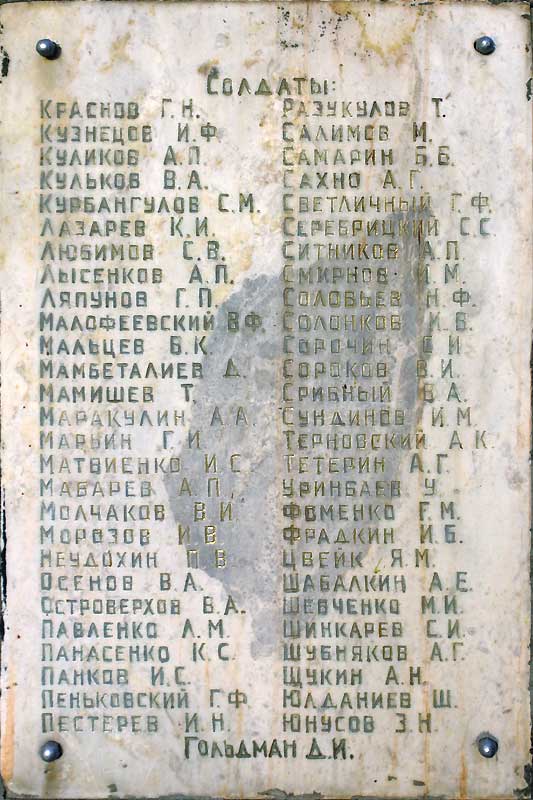 Солдаты:
Краснов Г.Н.
Кузнецов И.Ф.
Куликов А.П.
Кульков В.А.
Курбангулов С.М.
Лазарев К.И.
Любимов С.В.
Лысенков А.П.
Ляпунов Г.П.
Малофеевский В.Ф.
Мальцев Б.К.
Мамбеталиев Д.
Мамишев Т.
Маракулин А.А.
Марьин Г.И.
Матвиенко И.С.
Мабарев А.П.
Молчаков В.И.
Морозов И.В.
Неудохин П.В.
Осенов В.А.
Островерхов В.А.
Павленко Л.М.
Панасенко К.С.
Панков И.С.
Пеньковский Г.Ф.
Пестерев И.Н.
Разукулов Т.
Салимов М.
Самарин Б.Б.
Сахно А.Г.
Светличный Г.Ф.
Серебрицкий С.С.
Ситников А.П.
Смирнов И.М.
Соловьев Н.Ф.
Солонков
Сорочин С.И.
Сороков В.И.
Срибный В.А.
Сундинов И.М.
Терновский А.К.
Тетерин А.Г.
Уринбаев У.
Фоменко Г.М.
Фрадкин И.Б.
Цвейк Я.М.
Шабалкин А.Е.
Шевченко М.И.
Шинкарев С.И.
Шубняков А.Г.
Щукин А.Н.
Юлданиев Ш.
Юнусов З.Н.
Гольдман Д.И.